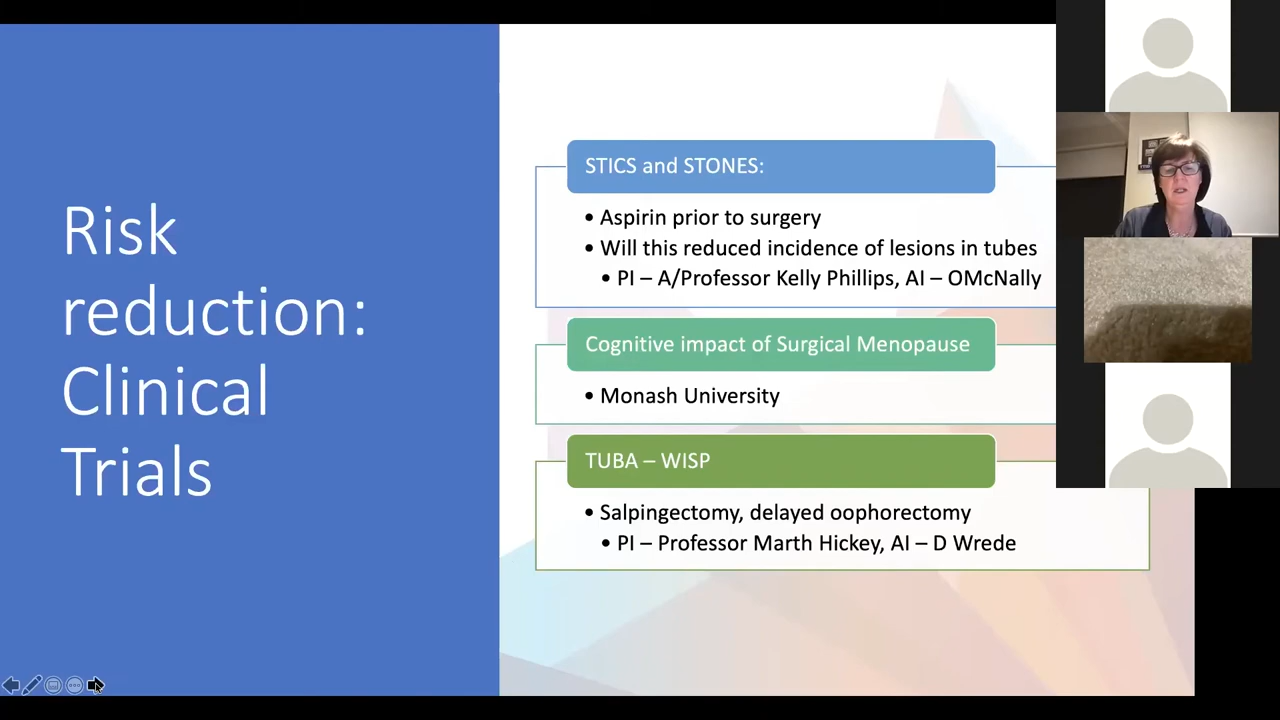 Risk
reduction:
Clinical
Trials
STICS and STONES:
• Aspirin prior to surgery
• Will this reduced incidence of lesions in tubes
• PI – A/Professor Kelly Phillips, AI – OMcNally
Cognitive impact of Surgical Menopause
• Monash University
TUBA – WISP
• Salpingectomy, delayed oophorectomy
• PI – Professor Marth Hickey, AI – D Wrede